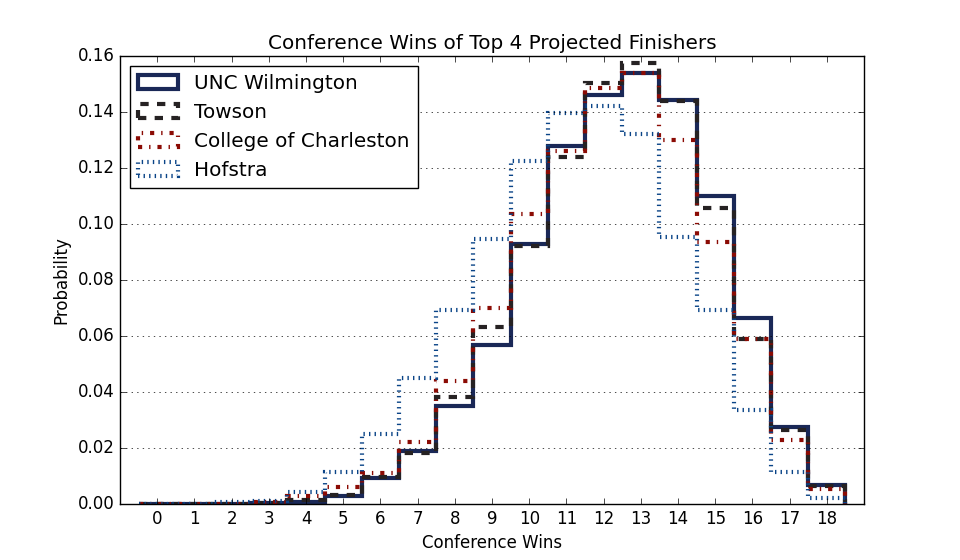 Conference Wins of Top 4 Projected Finishers
UNC Wilmington
Towson
College of Charleston
Hofstra
0.16
0.14
0.12
0.10
0.08
0.06
0.04
0.02
0.00
Probability
0 1 2 3 4 5 6 7 8 9 10 11 12 13 14 15 16 17 18
Conference Wins